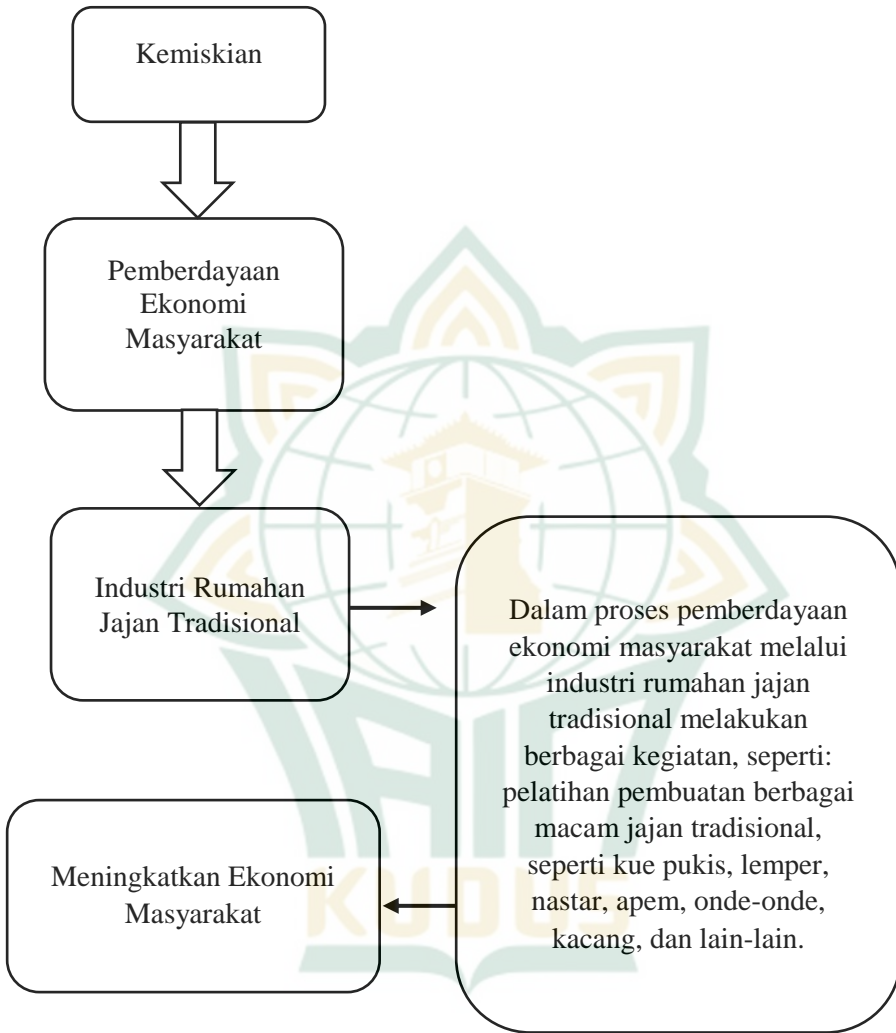 Kemiskian
Pemberdayaan
Ekonomi
Masyarakat
Industri Rumahan
Jajan Tradisional
Dalam proses pemberdayaan
ekonomi masyarakat melalui
industri rumahan jajan
tradisional melakukan
berbagai kegiatan, seperti:
pelatihan pembuatan berbagai
macam jajan tradisional,
seperti kue pukis, lemper,
nastar, apem, onde-onde,
kacang, dan lain-lain.
Meningkatkan Ekonomi
Masyarakat
IAIN
KUDUS